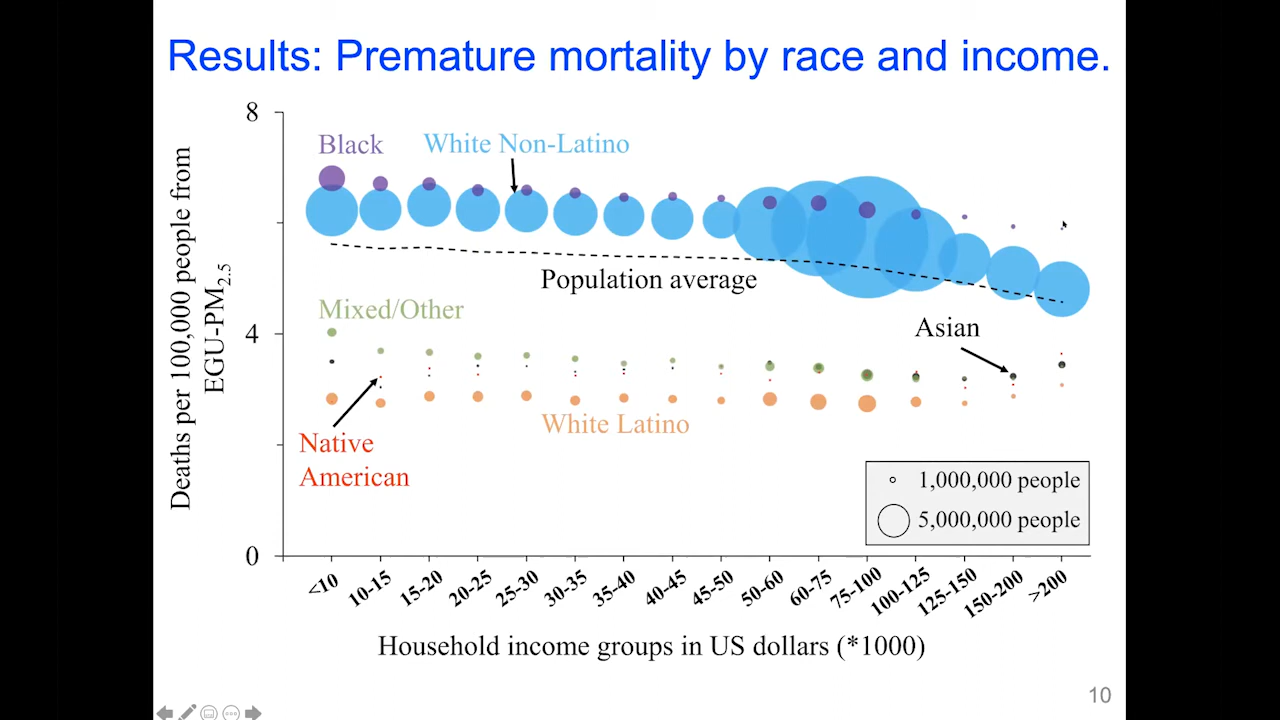 Results: Premature mortality by race and income.
8
4
0
Deaths per 100,000 people from
EGU-PM2.5
Black
White Non-Latino
Population average
Mixed/Other
Asian
Native
American
White Latino
1,000,000 people
5,000,000 people
<10
10-15
15-20
20-25
25-30
30-35
35-40
40-45
45-50
50-60
60-75
75-100
100-125
125-150
150-200
>200
Household income groups in US dollars (*1000)
10